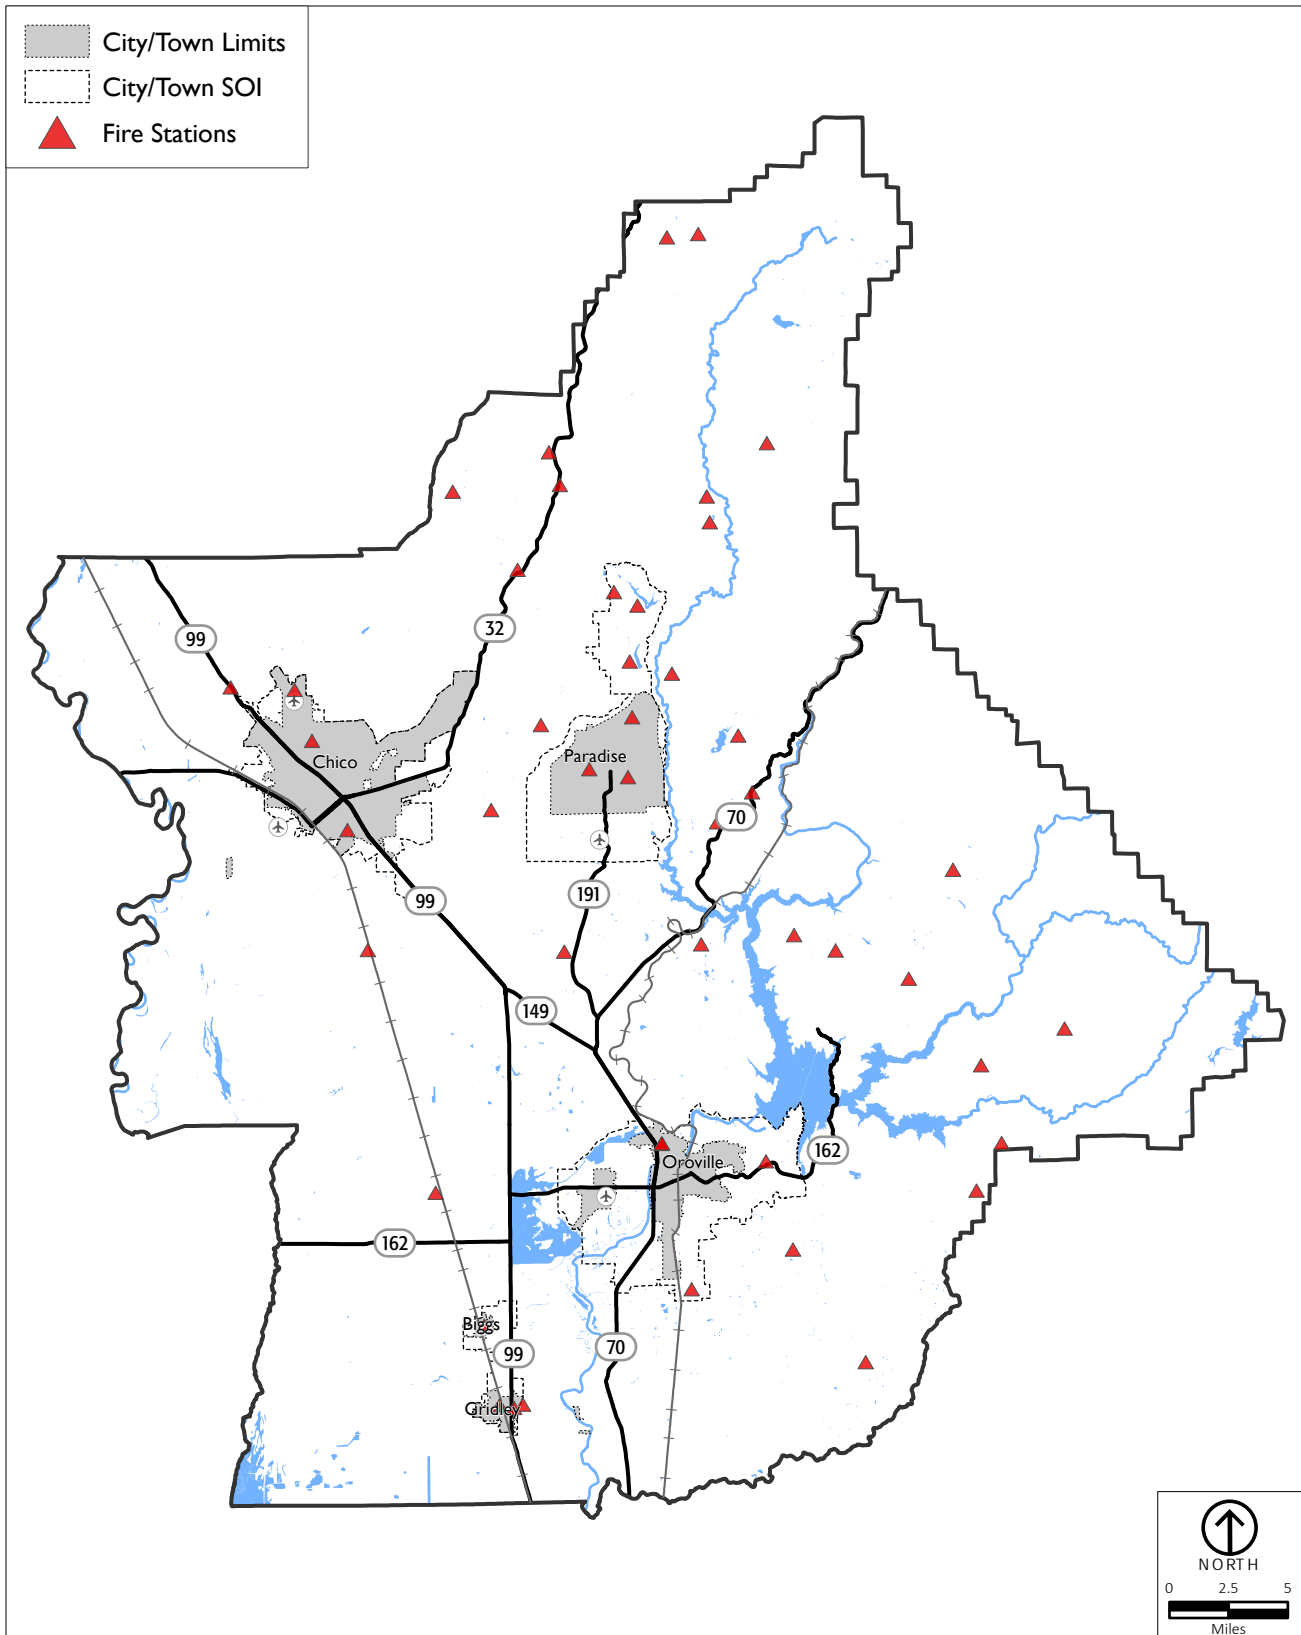 City/Town Limits
City/Town SOI
Fire Stations
99
32
Chico
Paradise
70
99
191
149
162
Oroville
162
Biggs
99
70
Gridley
NORTH
0 2.5 5
Miles